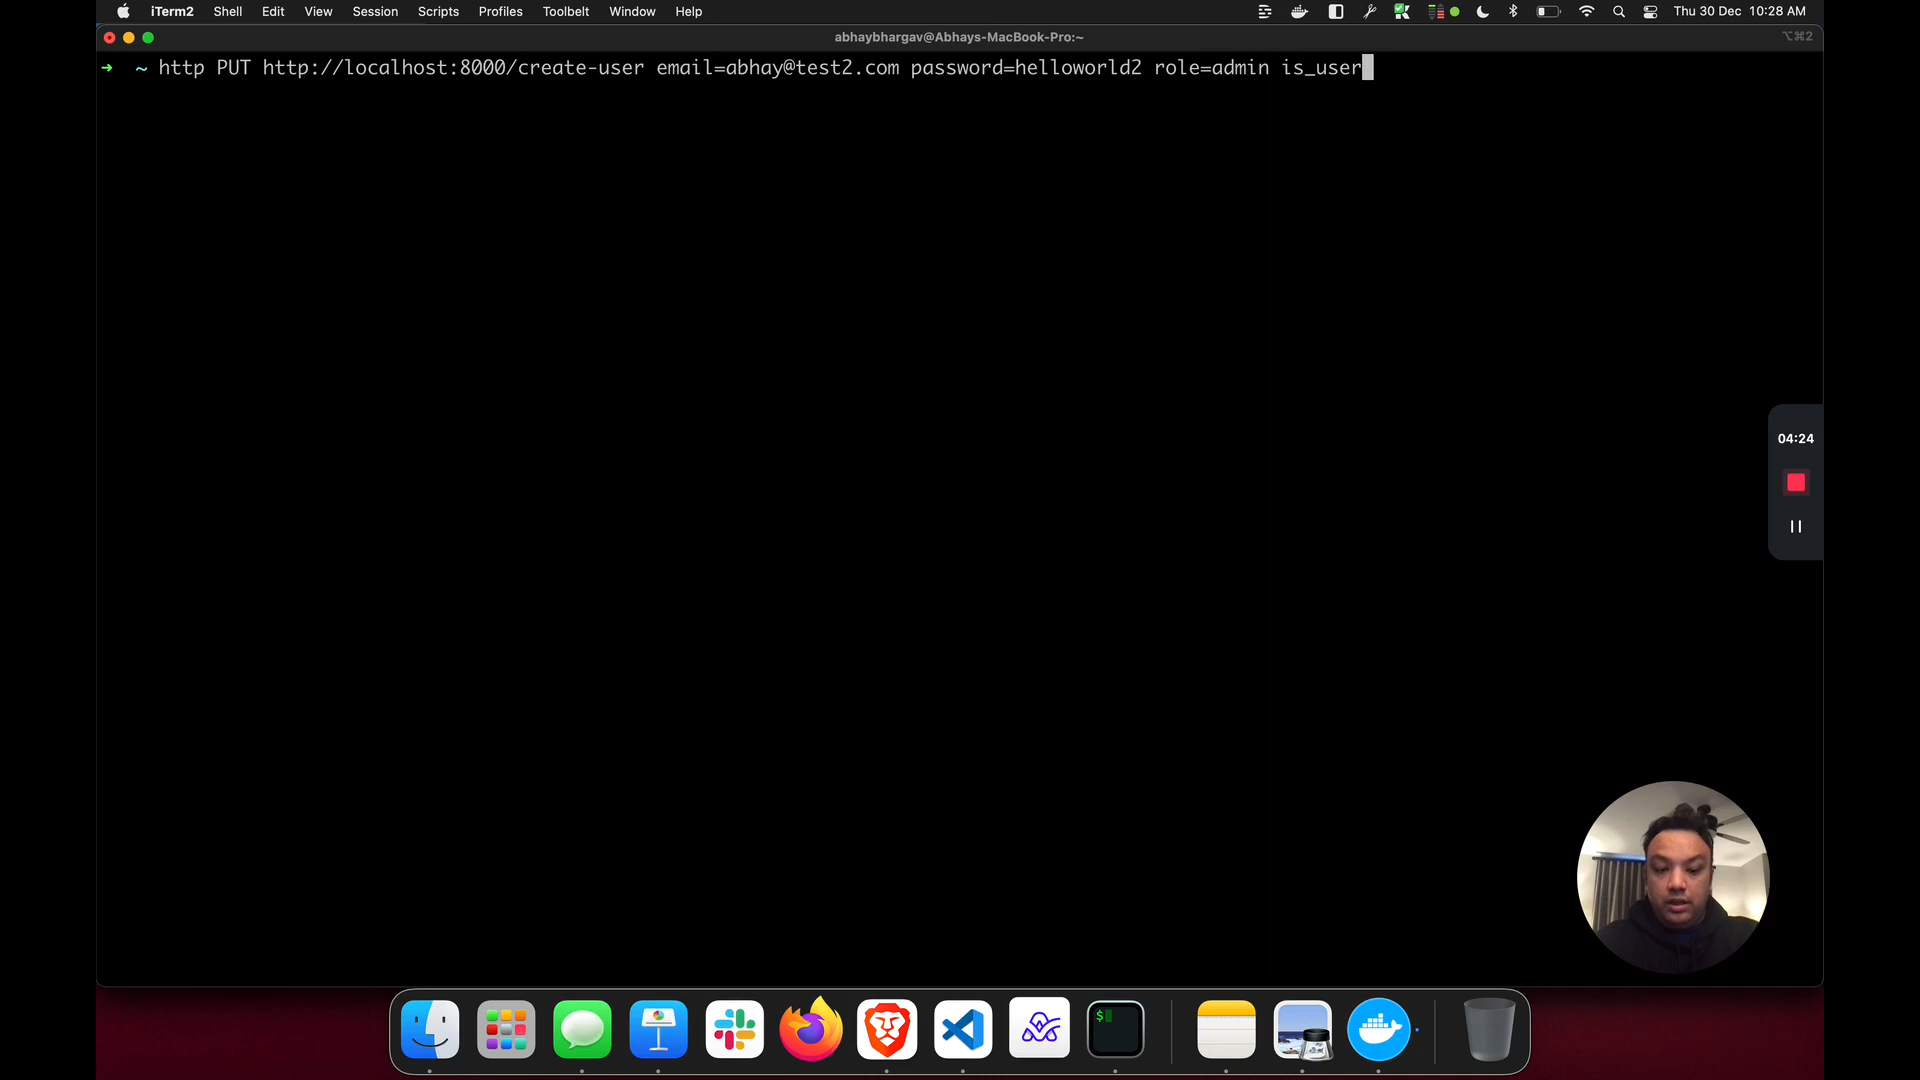 iTerm2 Shell Edit View Session Scripts Profiles Toolbelt Window Help Thu 30 Dec 10:28 AM
abhaybhargav@Abhays-MacBook-Pro:~ ⌥⌘2
➜ ~ http PUT http://localhost:8000/create-user email=abhay@test2.com password=helloworld2 role=admin is_user
04:24
$